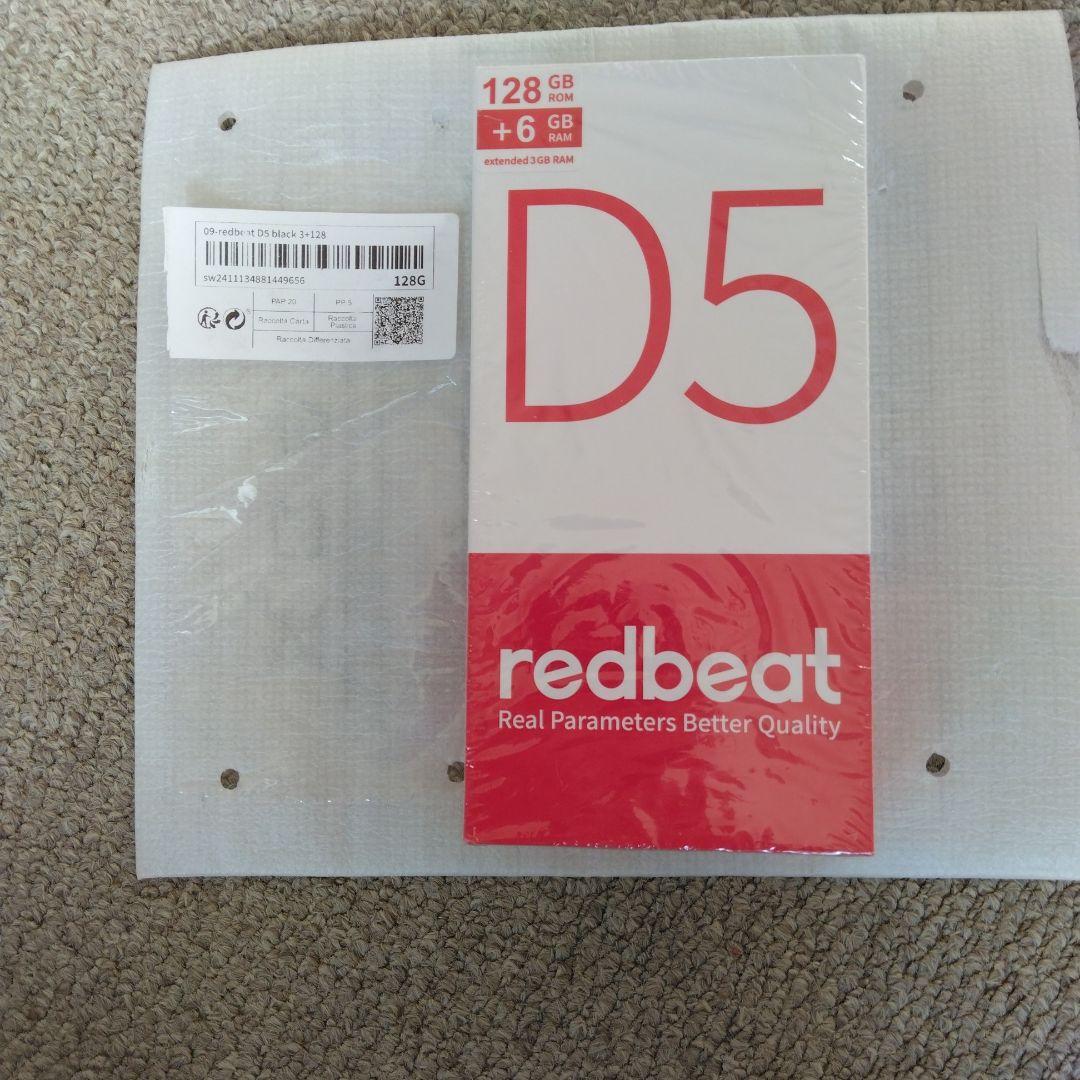 128 GB ROM
+6 GB RAM
extended 3GB RAM
D5
redbeat
Real Parameters Better Quality
09-redbeat D5 black 3+128
sw2411134881449656
128G
PAP 20
PP 5
Raccolta Carta
Raccolta Plastica
Raccolta Differenziata